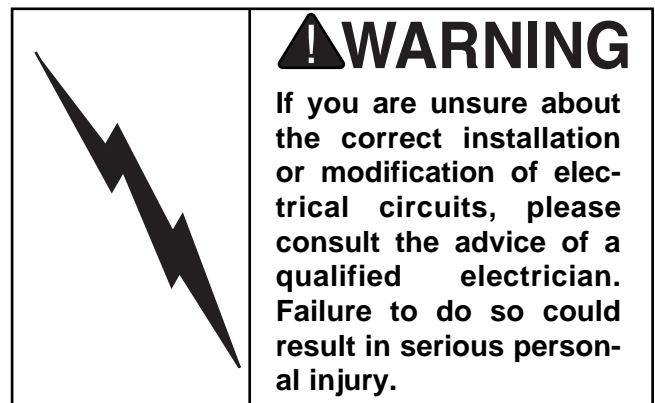 WARNING
If you are unsure about
the correct installation
or modification of elec-
trical circuits, please
consult the advice of a
qualified electrician.
Failure to do so could
result in serious person-
al injury.